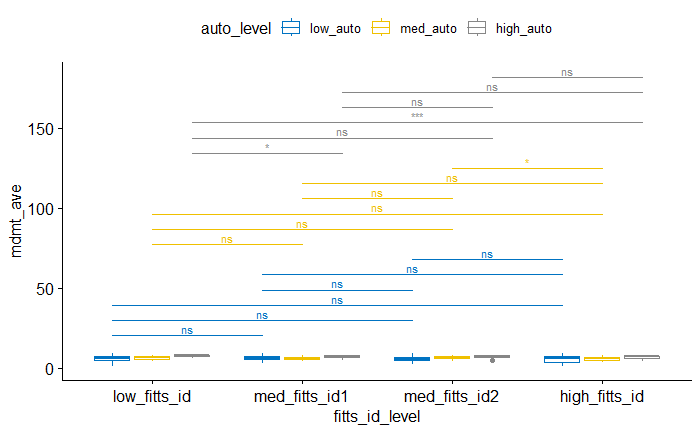 auto_level low_auto med_auto high_auto
ns
ns
ns
***
ns
*
*
ns
ns
ns
ns
ns
ns
ns
ns
ns
ns
ns
mdmt_ave
150
100
50
0
low_fitts_id med_fitts_id1 med_fitts_id2 high_fitts_id
fitts_id_level